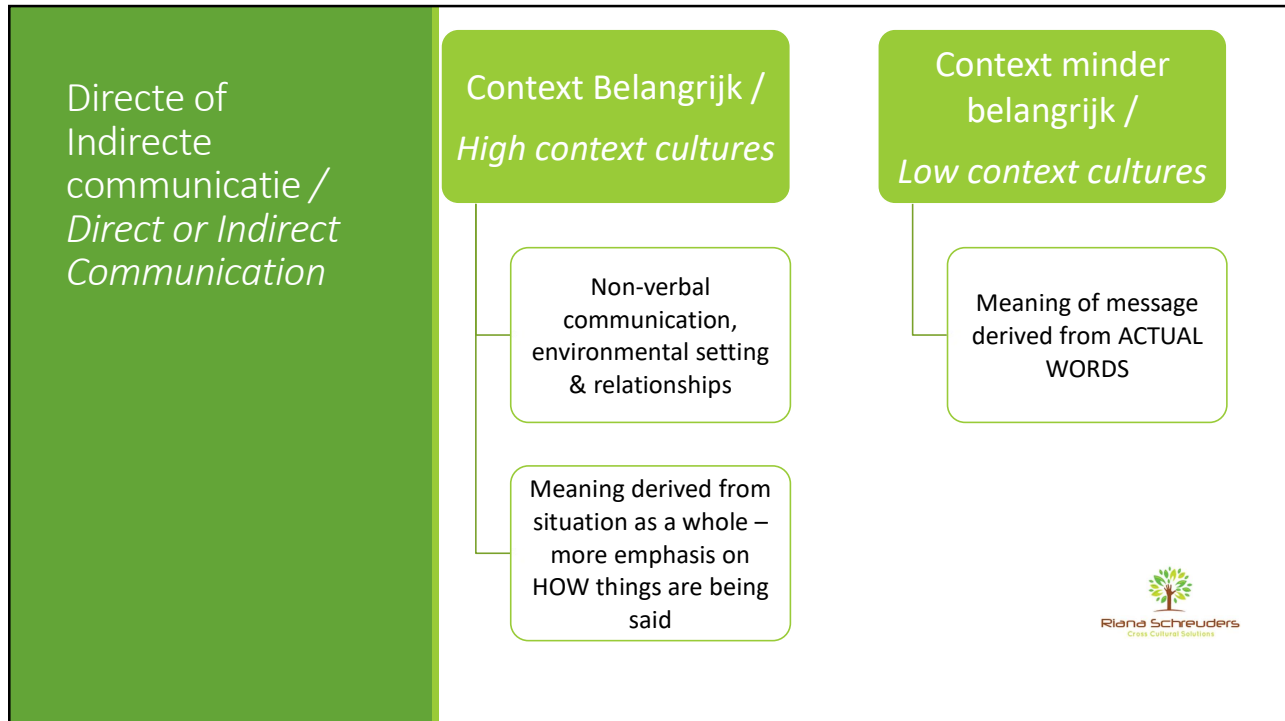 Directe of
Indirecte
communicatie /
Direct or Indirect
Communication
Context Belangrijk /
High context cultures
Non-verbal
communication,
environmental setting
& relationships
Meaning derived from
situation as a whole –
more emphasis on
HOW things are being
said
Context minder
belangrijk /
Low context cultures
Meaning of message
derived from ACTUAL
WORDS
Riana Schreuders
Cross Cultural Solutions